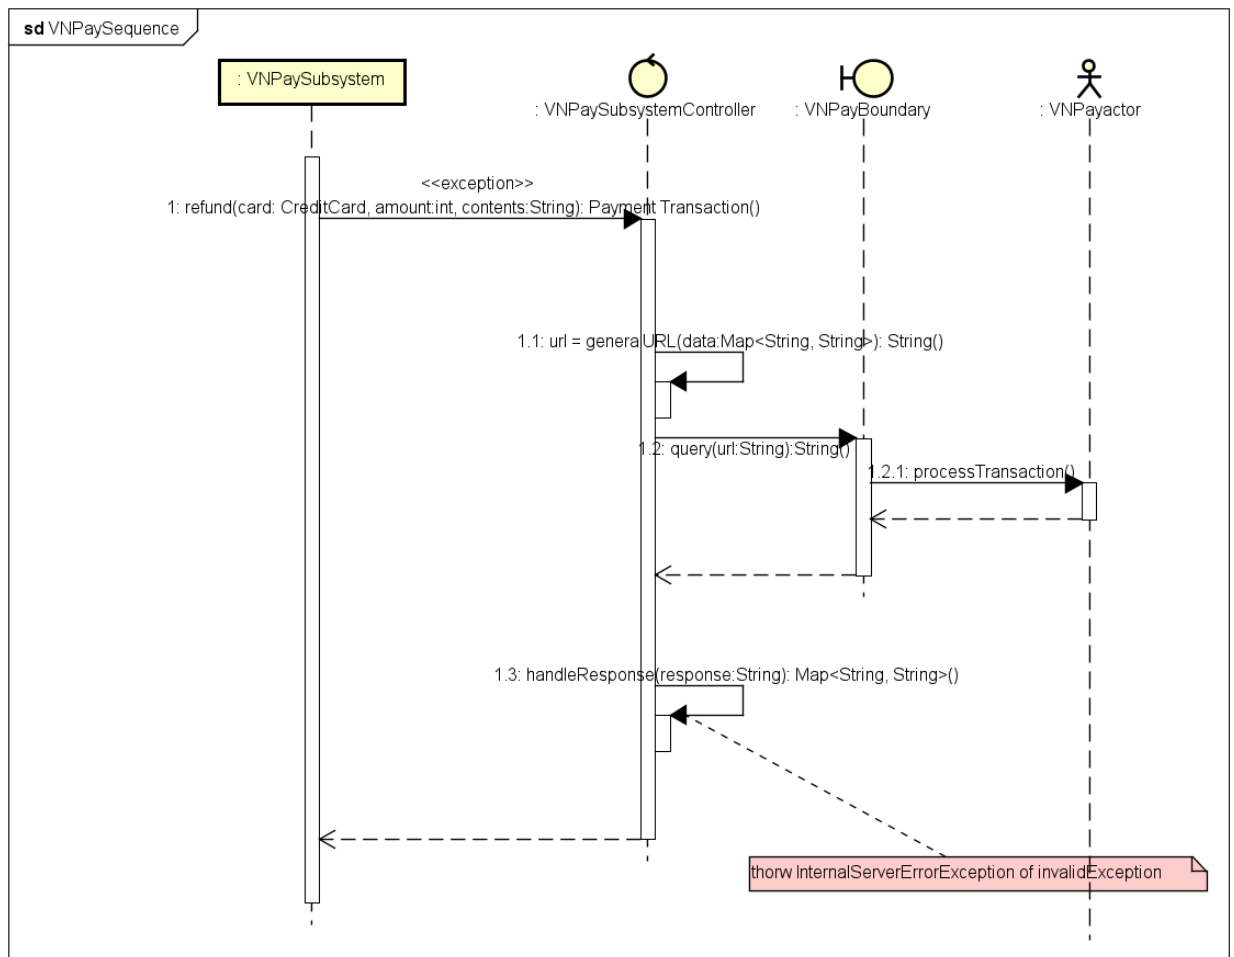 sd VNPaySequence
: VNPaySubsystem
: VNPaySubsystemController
: VNPayBoundary
: VNPayactor
<<exception>>
1: refund(card: CreditCard, amount:int, contents:String): Payment Transaction()
1.1: url = generalURL(data:Map<String, String>): String()
1.2: query(url:String):String()
1.2.1: processTransaction()
1.3: handleResponse(response:String): Map<String, String>()
thorw InternalServerErrorException of invalidException